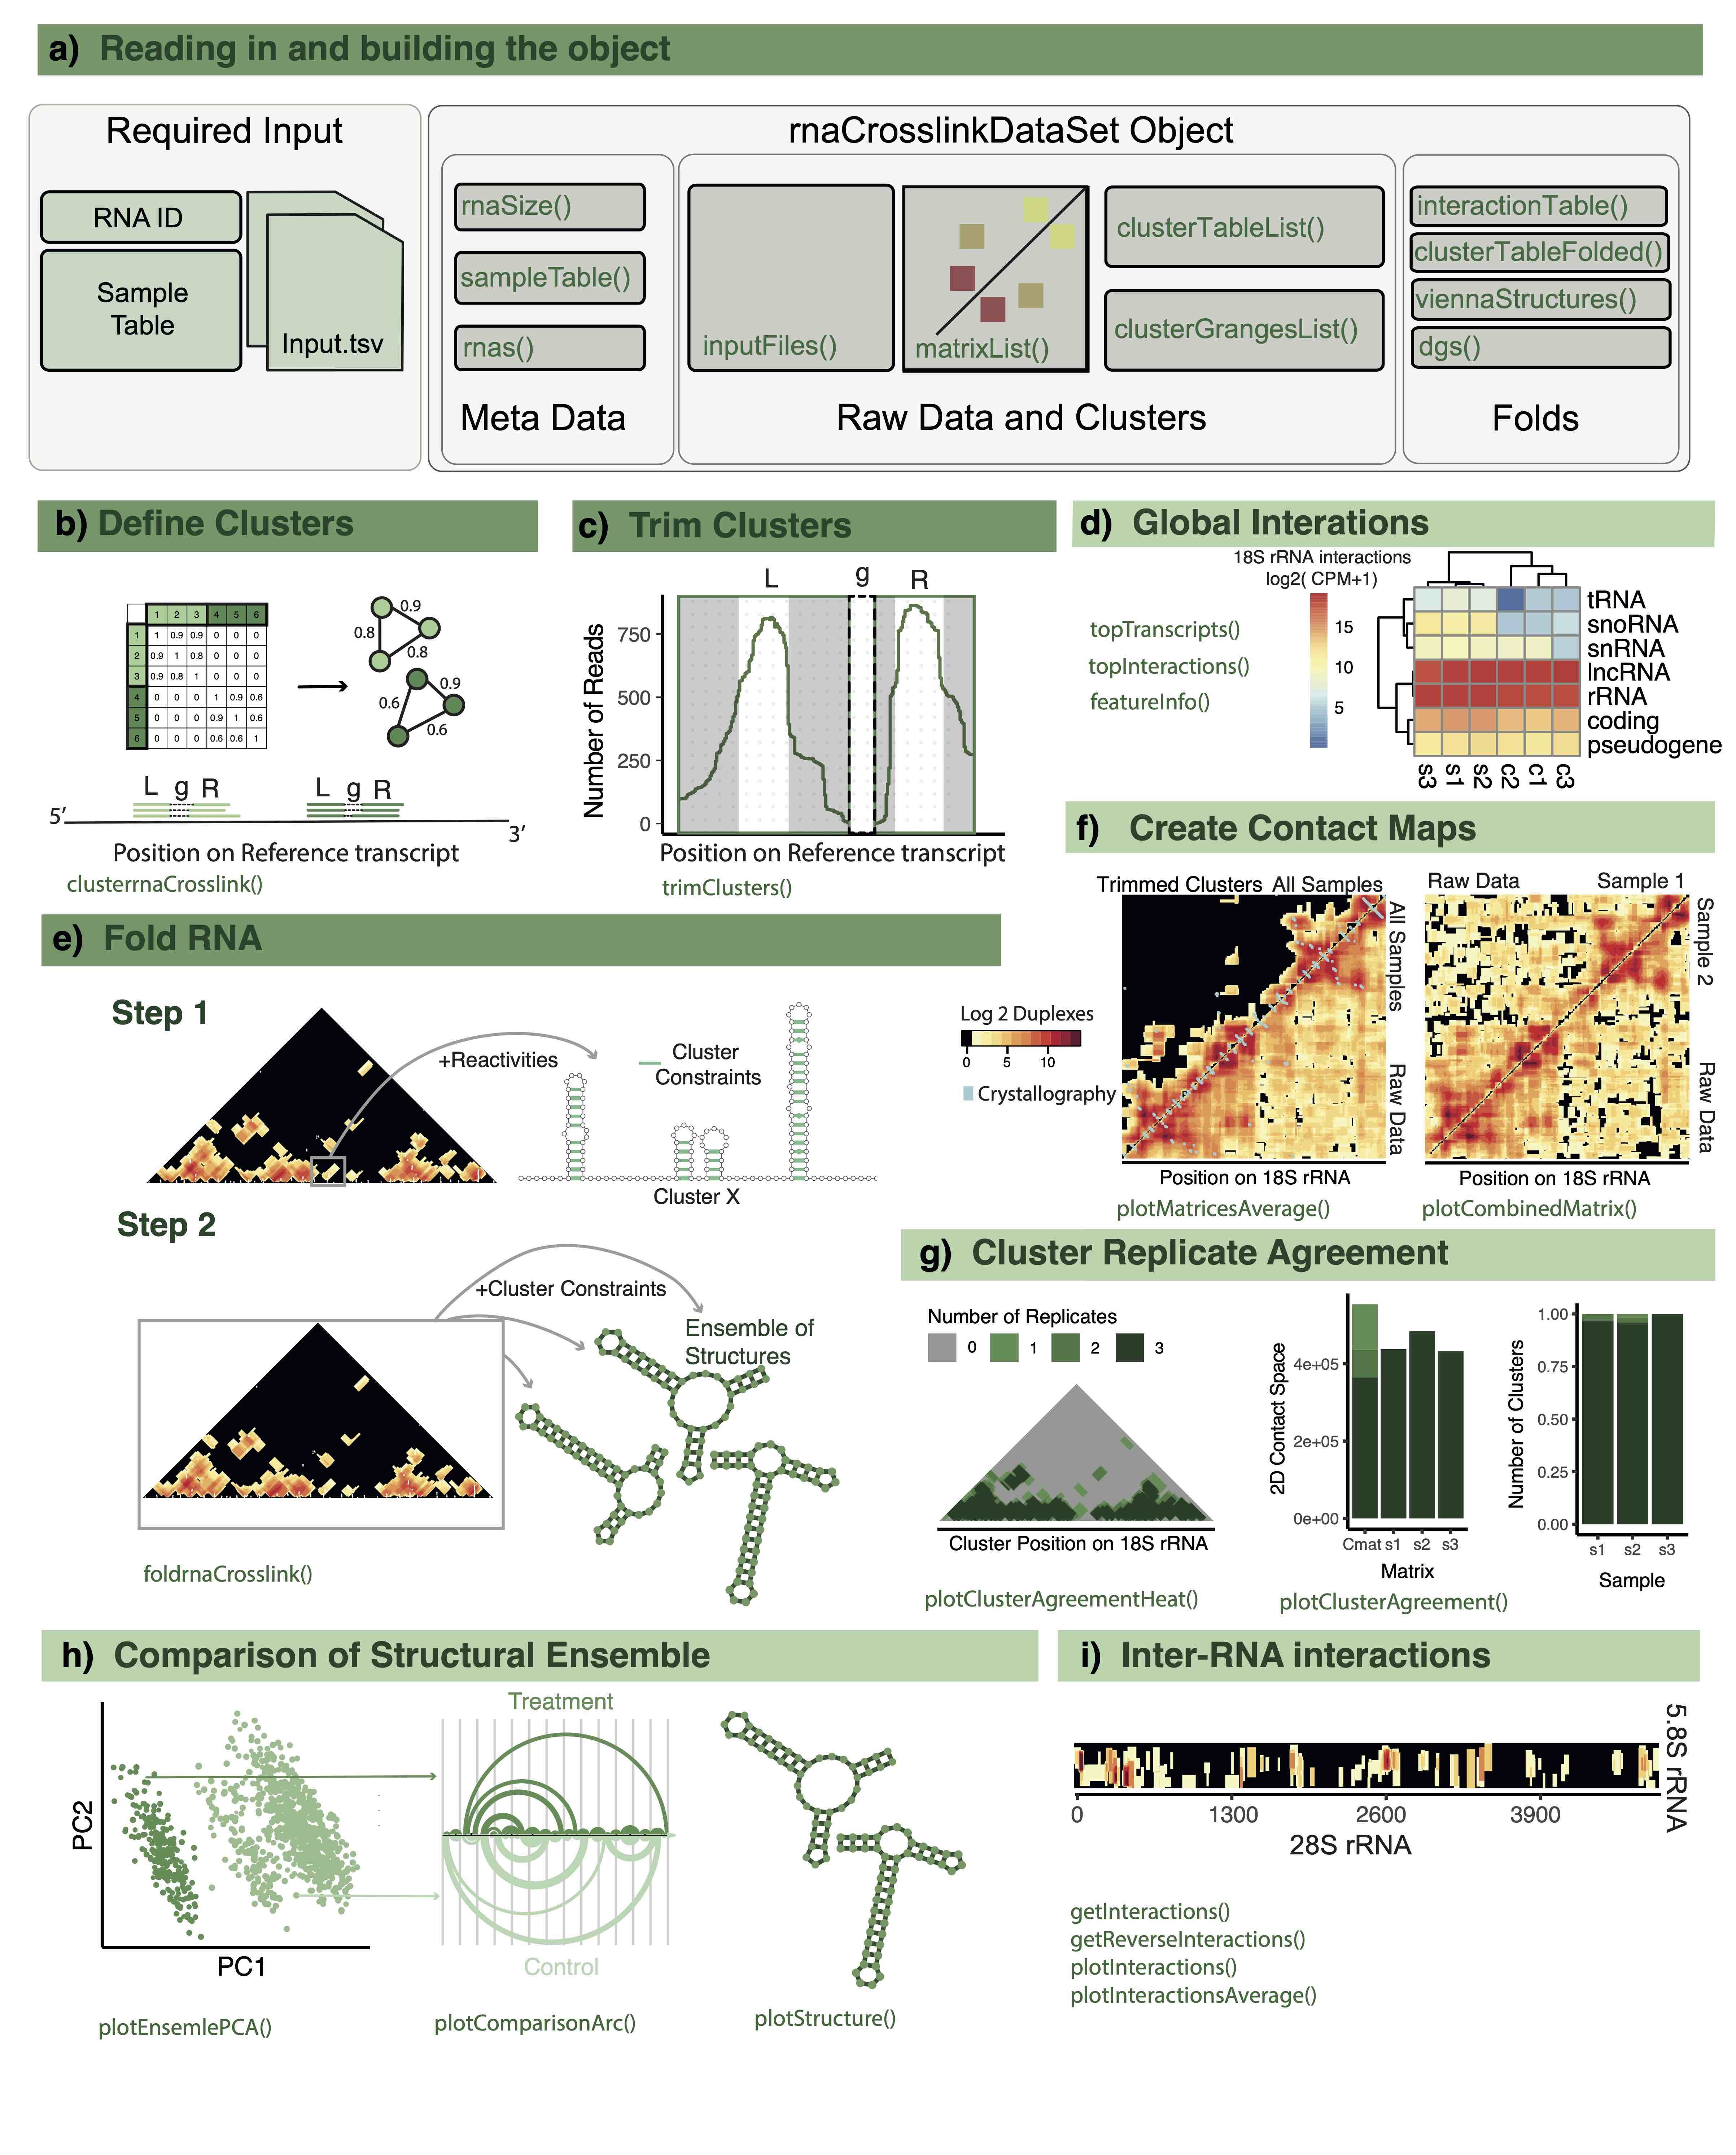 a) Reading in and building the object
Required Input
RNA ID
Sample
Table
Input.tsv
rnaCrosslinkDataSet Object
rnaSize()
sampleTable()
rnas()
Meta Data
inputFiles()
matrixList()
clusterTableList()
clusterGrangesList()
Raw Data and Clusters
interactionTable()
clusterTableFolded()
viennaStructures()
dgs()
Folds
b) Define Clusters
1 2 3 4 5 6
1 1 0.9 0.9 0 0 0
2 0.9 1 0.8 0 0 0
3 0.9 0.8 1 0 0 0
4 0 0 0 1 0.9 0.6
5 0 0 0 0.9 1 0.6
6 0 0 0 0.6 0.6 1
0.9
0.8
0.8
0.9
0.6
0.6
L g R
L g R
5’
3’
Position on Reference transcript
clusterrnaCrosslink()
c) Trim Clusters
L g R
Number of Reads
750
500
250
0
Position on Reference transcript
trimClusters()
d) Global Interations
18S rRNA interactions
log2( CPM+1)
15
10
5
topTranscripts()
topInteractions()
featureInfo()
tRNA
snoRNA
snRNA
lncRNA
rRNA
coding
pseudogene
s3 s1 s2 c2 c1 c3
e) Fold RNA
Step 1
+Reactivities
Cluster
Constraints
Cluster X
Step 2
+Cluster Constraints
Ensemble of
Structures
foldrnaCrosslink()
f) Create Contact Maps
Log 2 Duplexes
0 5 10
Crystallography
Trimmed Clusters All Samples
All Samples
Raw Data
Position on 18S rRNA
plotMatricesAverage()
Raw Data Sample 1
Sample 2
Raw Data
Position on 18S rRNA
plotCombinedMatrix()
g) Cluster Replicate Agreement
Number of Replicates
0 1 2 3
Cluster Position on 18S rRNA
plotClusterAgreementHeat()
2D Contact Space
4e+05
2e+05
0e+00
Cmat s1 s2 s3
Matrix
plotClusterAgreement()
Number of Clusters
1.00
0.75
0.50
0.25
0.00
s1 s2 s3
Sample
h) Comparison of Structural Ensemble
PC2
PC1
plotEnsemlePCA()
Treatment
Control
plotComparisonArc()
plotStructure()
i) Inter-RNA interactions
5.8S rRNA
0 1300 2600 3900
28S rRNA
getInteractions()
getReverseInteractions()
plotInteractions()
plotInteractionsAverage()